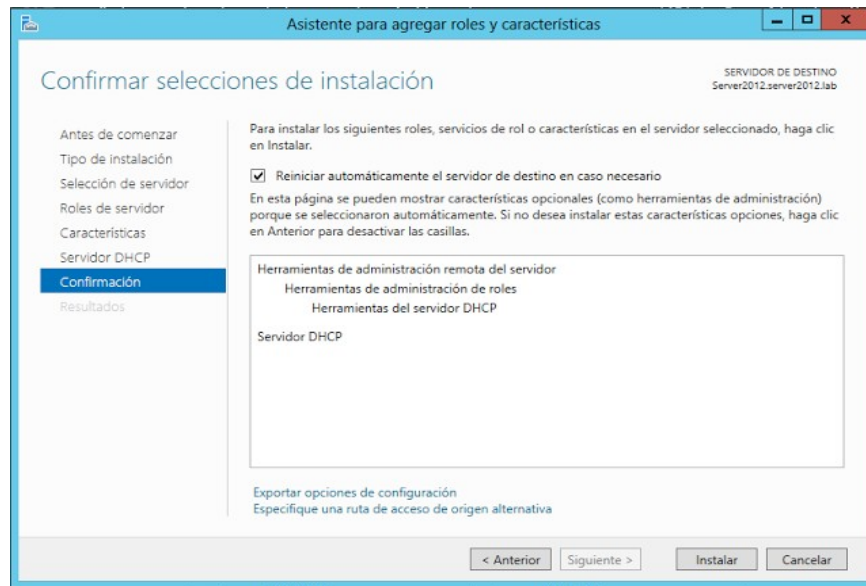 Asistente para agregar roles y características
Confirmar selecciones de instalación
SERVIDOR DE DESTINO
Server2012.server2012.lab
Antes de comenzar
Tipo de instalación
Selección de servidor
Roles de servidor
Características
Servidor DHCP
Confirmación
Resultados
Para instalar los siguientes roles, servicios de rol o características en el servidor seleccionado, haga clic
en Instalar.
Reiniciar automáticamente el servidor de destino en caso necesario
En esta página se pueden mostrar características opcionales (como herramientas de administración)
porque se seleccionaron automáticamente. Si no desea instalar estas características opciones, haga clic
en Anterior para desactivar las casillas.
Herramientas de administración remota del servidor
Herramientas de administración de roles
Herramientas del servidor DHCP
Servidor DHCP
Exportar opciones de configuración
Especifique una ruta de acceso de origen alternativa
< Anterior
Siguiente >
Instalar
Cancelar